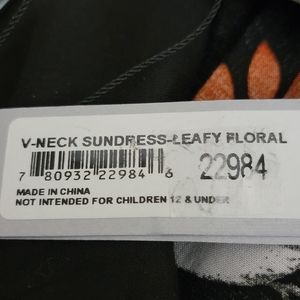 V-NECK SUNDRESS-LEAFY FLORAL
7 80932 22984 6 22984
MADE IN CHINA
NOT INTENDED FOR CHILDREN 12 & UNDER